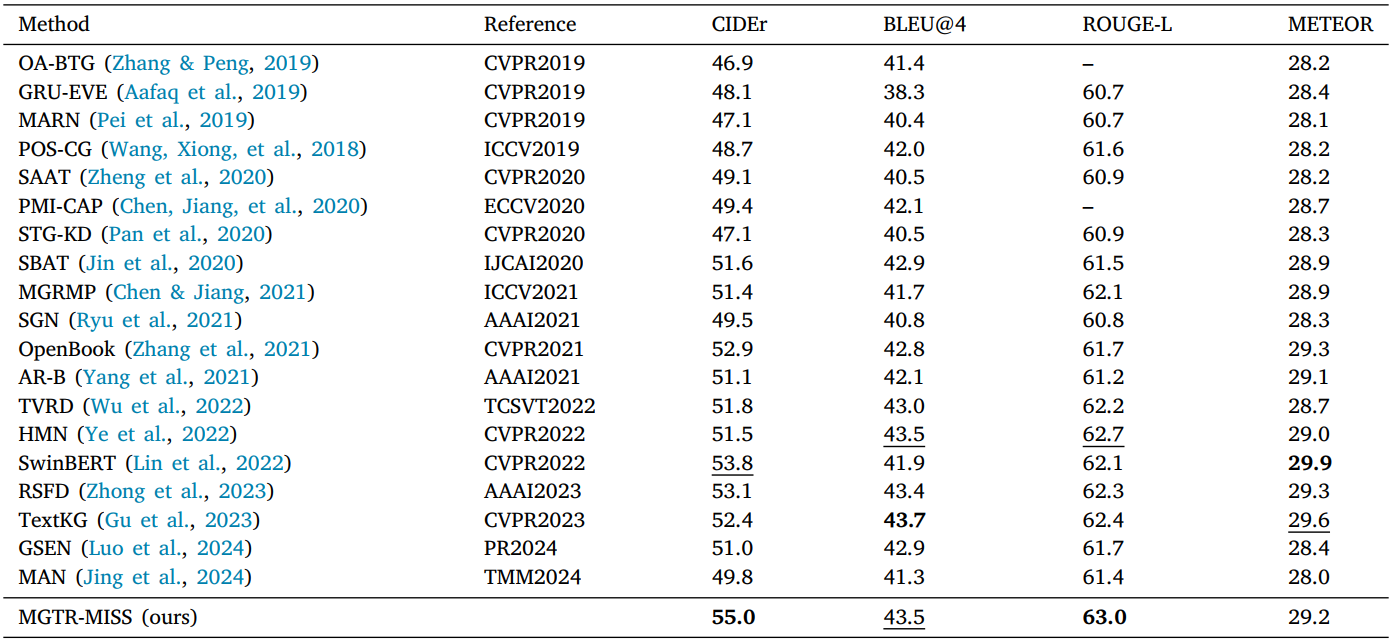 Method Reference CIDEr BLEU@4 ROUGE-L METEOR
OA-BTG (Zhang & Peng, 2019) CVPR2019 46.9 41.4 – 28.2
GRU-EVE (Aafaq et al., 2019) CVPR2019 48.1 38.3 60.7 28.4
MARN (Pei et al., 2019) CVPR2019 47.1 40.4 60.7 28.1
POS-CG (Wang, Xiong, et al., 2018) ICCV2019 48.7 42.0 61.6 28.2
SAAT (Zheng et al., 2020) CVPR2020 49.1 40.5 60.9 28.2
PMI-CAP (Chen, Jiang, et al., 2020) ECCV2020 49.4 42.1 – 28.7
STG-KD (Pan et al., 2020) CVPR2020 47.1 40.5 60.9 28.3
SBAT (Jin et al., 2020) IJCAI2020 51.6 42.9 61.5 28.9
MGRMP (Chen & Jiang, 2021) ICCV2021 51.4 41.7 62.1 28.9
SGN (Ryu et al., 2021) AAAI2021 49.5 40.8 60.8 28.3
OpenBook (Zhang et al., 2021) CVPR2021 52.9 42.8 61.7 29.3
AR-B (Yang et al., 2021) AAAI2021 51.1 42.1 61.2 29.1
TVRD (Wu et al., 2022) TCSVT2022 51.8 43.0 62.2 28.7
HMN (Ye et al., 2022) CVPR2022 51.5 43.5 62.7 29.0
SwinBERT (Lin et al., 2022) CVPR2022 53.8 41.9 62.1 29.9
RSFD (Zhong et al., 2023) AAAI2023 53.1 43.4 62.3 29.3
TextKG (Gu et al., 2023) CVPR2023 52.4 43.7 62.4 29.6
GSEN (Luo et al., 2024) PR2024 51.0 42.9 61.7 28.4
MAN (Jing et al., 2024) TMM2024 49.8 41.3 61.4 28.0
MGTR-MISS (ours) 55.0 43.5 63.0 29.2